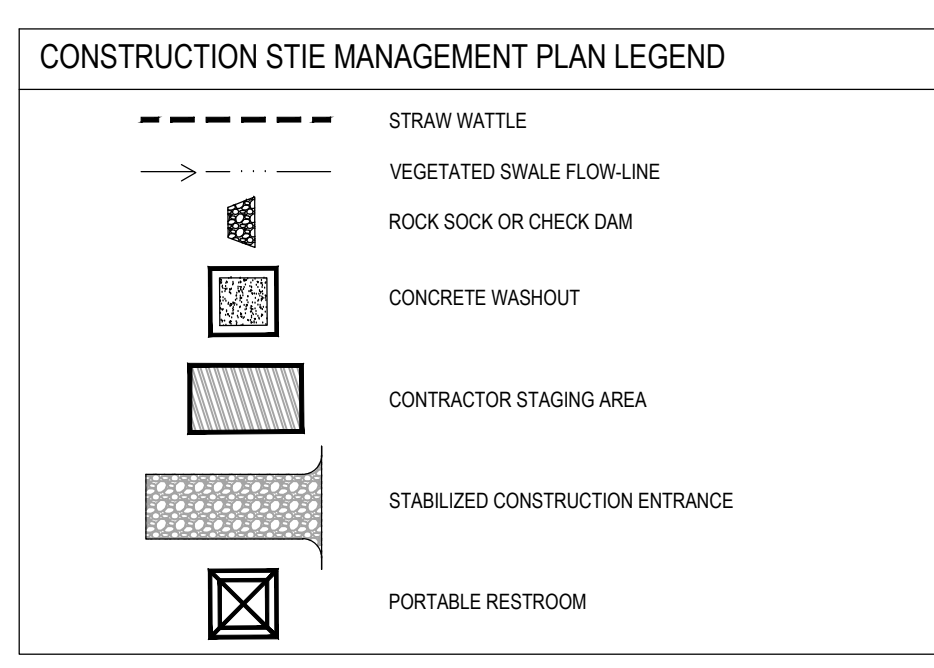 CONSTRUCTION STIE MANAGEMENT PLAN LEGEND
STRAW WATTLE
VEGETATED SWALE FLOW-LINE
ROCK SOCK OR CHECK DAM
CONCRETE WASHOUT
CONTRACTOR STAGING AREA
STABILIZED CONSTRUCTION ENTRANCE
PORTABLE RESTROOM